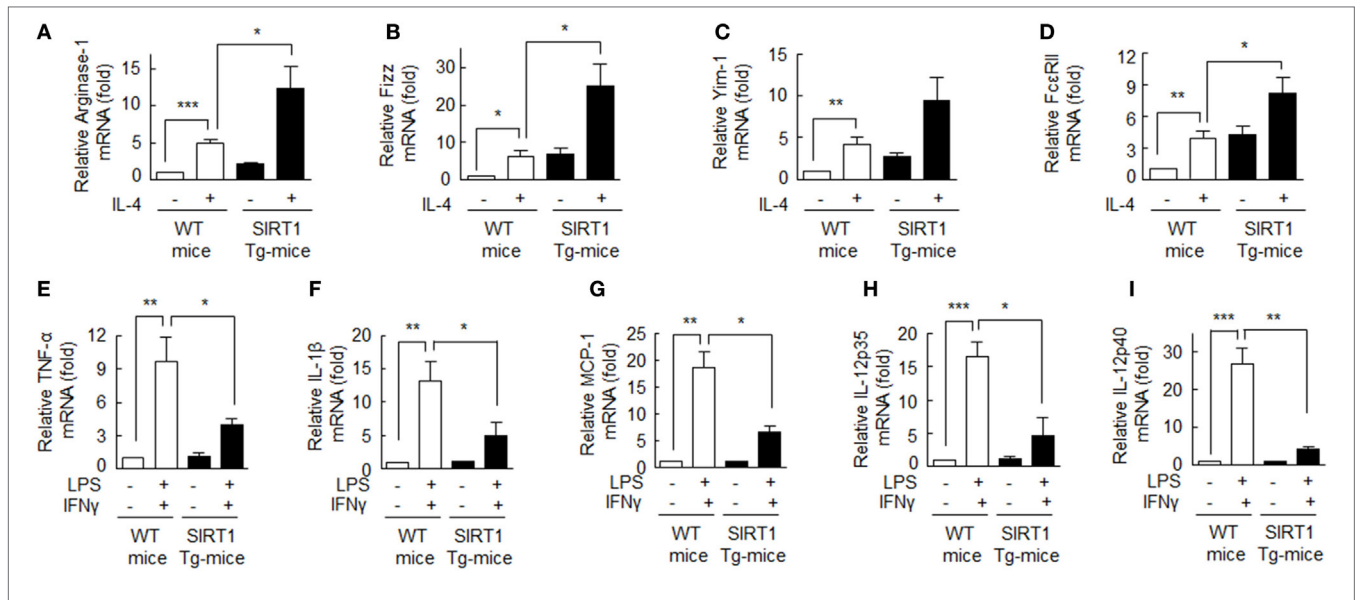 A
Relative Arginase-1
mRNA (fold)
15
10
5
0
***
*
IL-4
- + - +
WT
mice
SIRT1
Tg-mice
B
Relative Fizz
mRNA (fold)
30
20
10
0
*
*
IL-4
- + - +
WT
mice
SIRT1
Tg-mice
C
Relative Yim-1
mRNA (fold)
15
10
5
0
**
IL-4
- + - +
WT
mice
SIRT1
Tg-mice
D
Relative FcεRII
mRNA (fold)
12
9
6
3
0
**
*
IL-4
- + - +
WT
mice
SIRT1
Tg-mice
E
Relative TNF-α
mRNA (fold)
12
9
6
3
0
**
*
LPS - + - +
IFNγ - + - +
WT
mice
SIRT1
Tg-mice
F
Relative IL-1β
mRNA (fold)
20
15
10
5
0
**
*
LPS - + - +
IFNγ - + - +
WT
mice
SIRT1
Tg-mice
G
Relative MCP-1
mRNA (fold)
25
20
15
10
5
0
**
*
LPS - + - +
IFNγ - + - +
WT
mice
SIRT1
Tg-mice
H
Relative IL-12p35
mRNA (fold)
20
15
10
5
0
***
*
LPS - + - +
IFNγ - + - +
WT
mice
SIRT1
Tg-mice
I
Relative IL-12p40
mRNA (fold)
30
20
10
0
***
**
LPS - + - +
IFNγ - + - +
WT
mice
SIRT1
Tg-mice